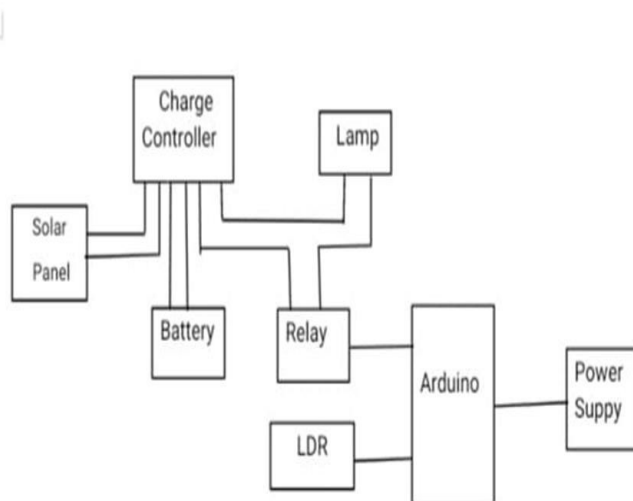 Charge
Controller
Lamp
Solar
Panel
Battery
Relay
Arduino
Power
Suppy
LDR